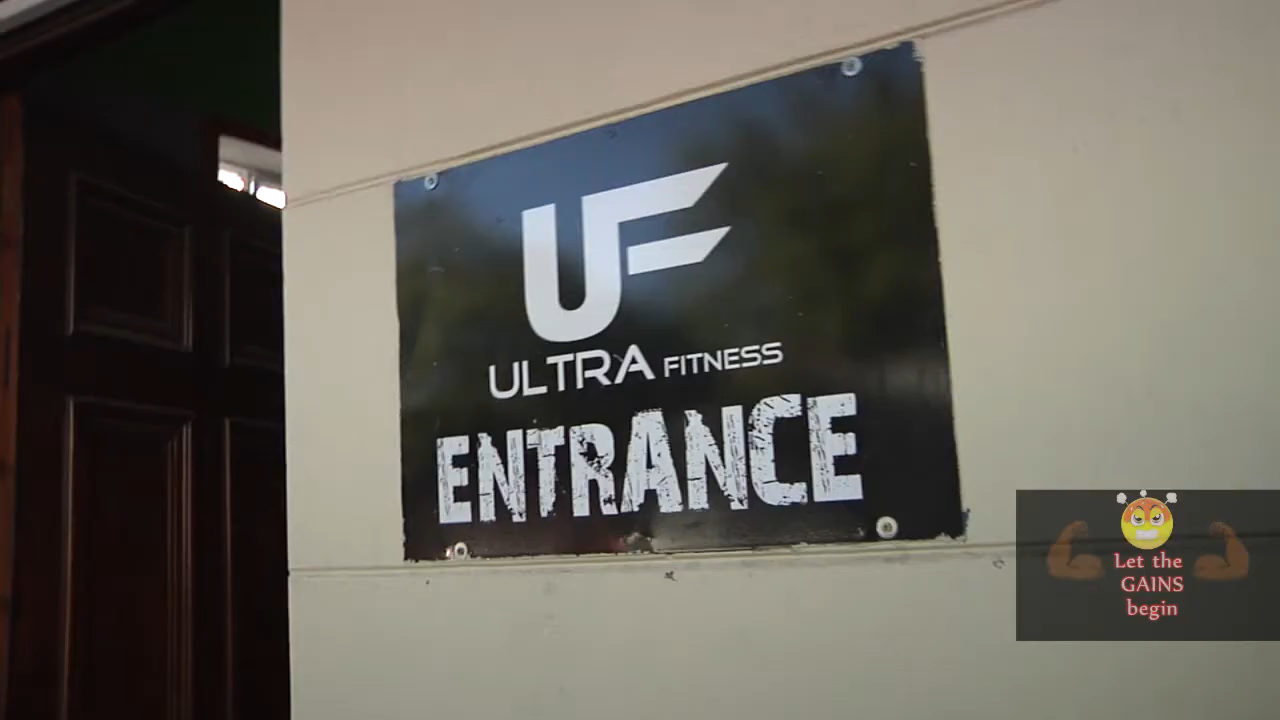 UF
ULTRA FITNESS
ENTRANCE
Let the
GAINS
begin